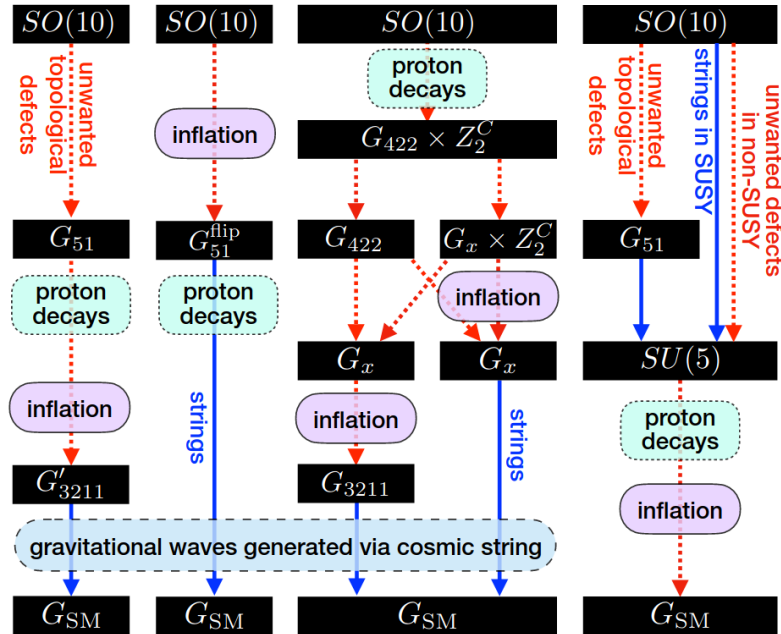 SO(10)
SO(10)
SO(10)
SO(10)
unwanted
topological
defects
inflation
proton
decays
G_{422} × Z_2^C
unwanted
topological
defects
strings in SUSY
unwanted defects
in non-SUSY
G_{51}
G_{51}^{flip}
G_{422}
G_x × Z_2^C
G_{51}
proton
decays
proton
decays
inflation
G_x
G_x
SU(5)
inflation
strings
inflation
strings
proton
decays
G'_{3211}
G_{3211}
inflation
gravitational waves generated via cosmic string
G_{SM}
G_{SM}
G_{SM}
G_{SM}